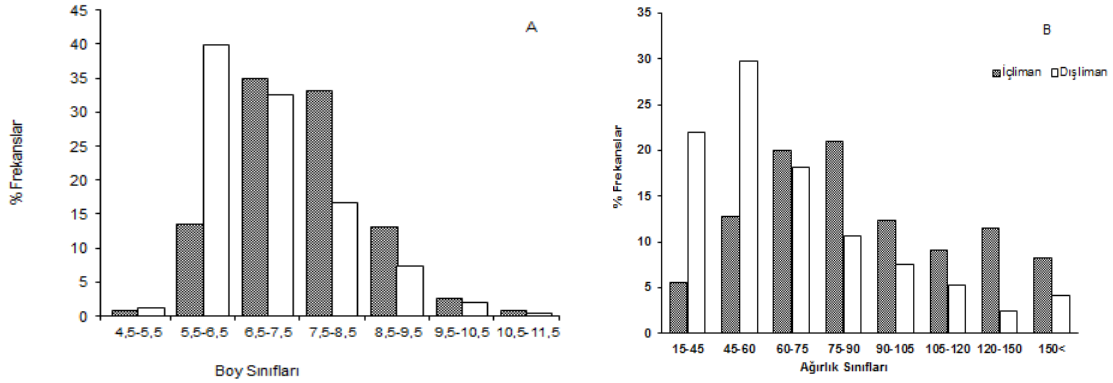 A
% Frekanslar
45
40
35
30
25
20
15
10
5
0
4,5-5,5 5,5-6,5 6,5-7,5 7,5-8,5 8,5-9,5 9,5-10,5 10,5-11,5
Boy Sınıfları
B
İçliman Dışliman
% Frekanslar
35
30
25
20
15
10
5
0
15-45 45-60 60-75 75-90 90-105 105-120 120-150 150<
Ağırlık Sınıfları